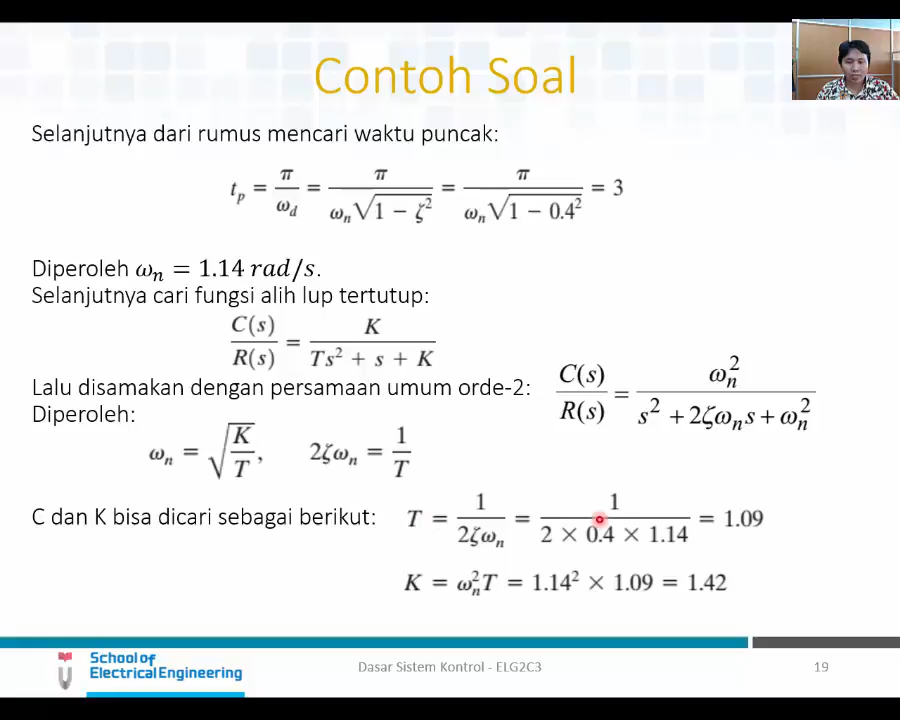 Contoh Soal
Selanjutnya dari rumus mencari waktu puncak:
t_p = π/ω_d = π/(ω_n√(1 − ζ²)) = π/(ω_n√(1 − 0.4²)) = 3
Diperoleh ω_n = 1.14 rad/s.
Selanjutnya cari fungsi alih lup tertutup:
C(s)/R(s) = K/(Ts² + s + K)
Lalu disamakan dengan persamaan umum orde-2:
C(s)/R(s) = ω_n²/(s² + 2ζω_n s + ω_n²)
Diperoleh:
ω_n = √(K/T), 2ζω_n = 1/T
C dan K bisa dicari sebagai berikut:
T = 1/(2ζω_n) = 1/(2 × 0.4 × 1.14) = 1.09
K = ω_n²T = 1.14² × 1.09 = 1.42
School of
Electrical Engineering
Dasar Sistem Kontrol - ELG2C3
19